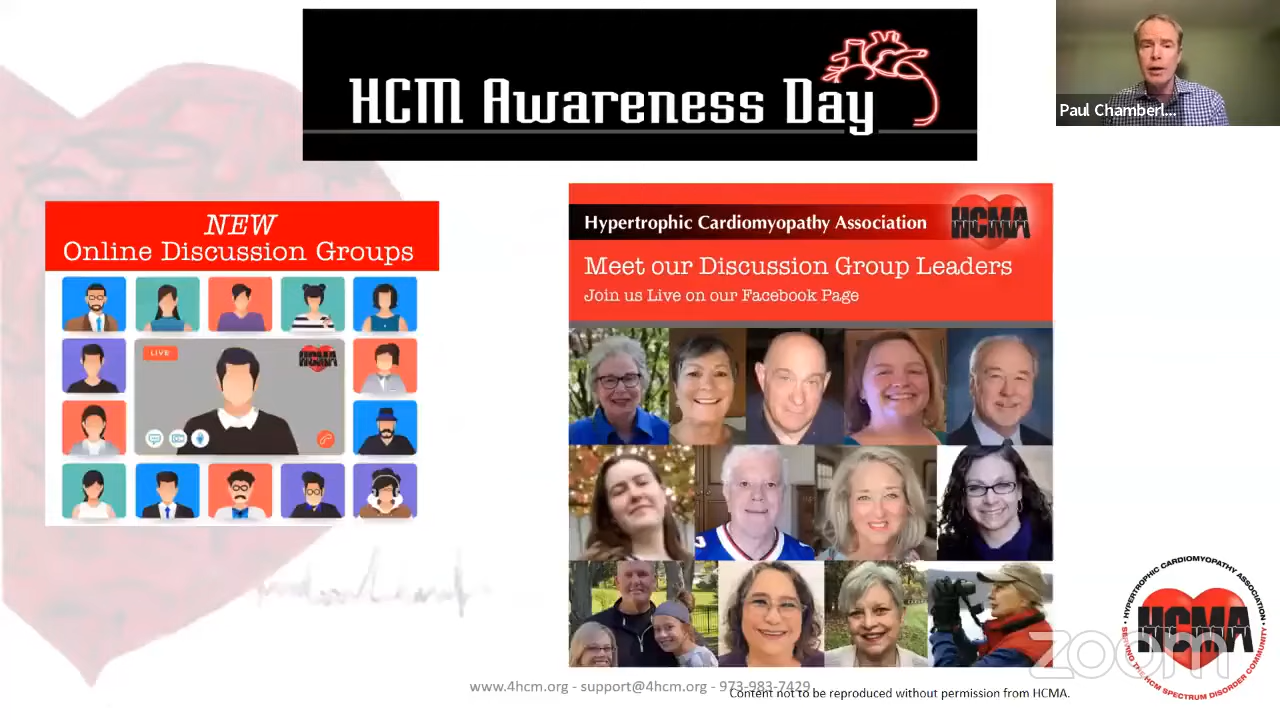 HCM Awareness Day
Paul Chamberl...
NEW
Online Discussion Groups
LIVE
HCMA
Hypertrophic Cardiomyopathy Association
HCMA
Meet our Discussion Group Leaders
Join us Live on our Facebook Page
HYPERTROPHIC CARDIOMYOPATHY ASSOCIATION
HCMA
SERVING THE HCM SPECTRUM DISORDER COMMUNITY
zoom
www.4hcm.org - support@4hcm.org - 973-983-7429
Content not to be reproduced without permission from HCMA.